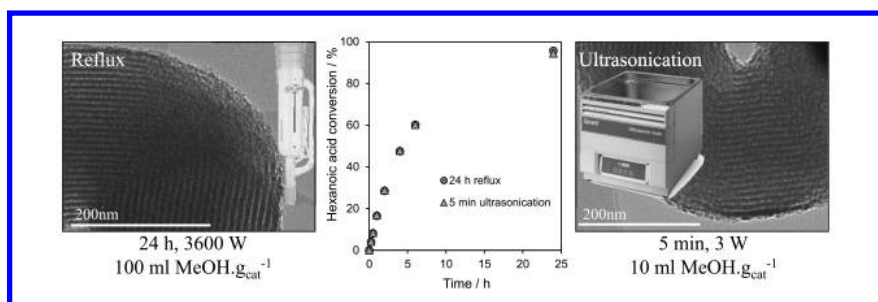 Reflux
200nm
24 h, 3600 W
100 ml MeOH.gcat-1
Hexanoic acid conversion / %
100
80
60
40
20
0
24 h reflux
5 min ultrasonication
0 5 10 15 20 25
Time / h
Ultrasonication
200nm
5 min, 3 W
10 ml MeOH.gcat-1